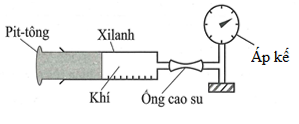 Pit-tông
Xilanh
Áp kế
Khí
Ống cao su